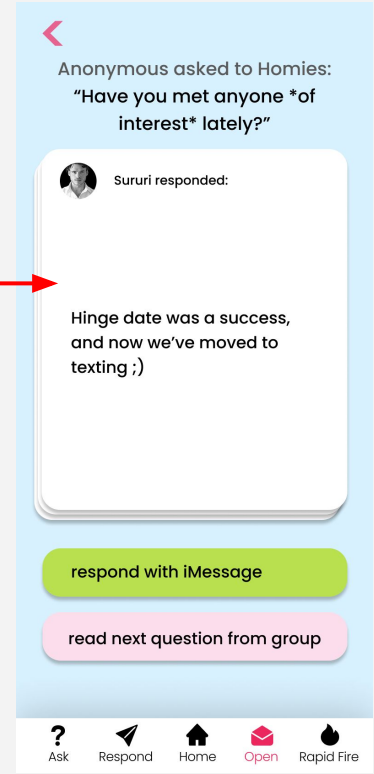 Anonymous asked to Homies:
“Have you met anyone *of
interest* lately?”
Sururi responded:
Hinge date was a success,
and now we’ve moved to
texting ;)
respond with iMessage
read next question from group
?
Ask
Respond
Home
Open
Rapid Fire